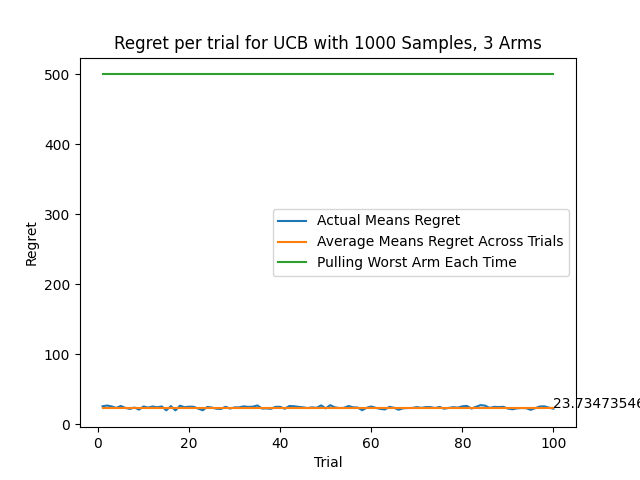 Regret per trial for UCB with 1000 Samples, 3 Arms
500
400
300
200
100
0
Regret
Actual Means Regret
Average Means Regret Across Trials
Pulling Worst Arm Each Time
23.73473546
0
20
40
60
80
100
Trial